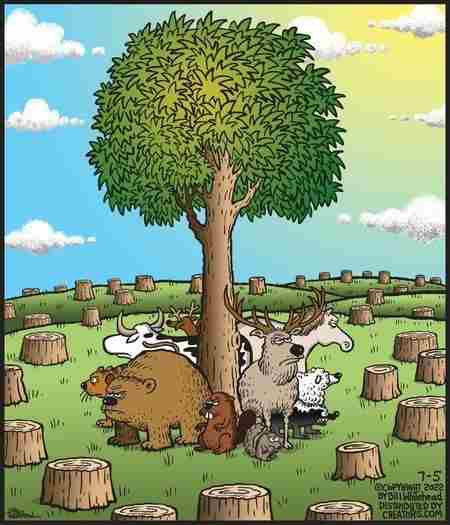 7-5
©COPYRIGHT 2022
BY Bill Whitehead
DISTRIBUTED BY
CREATORS.COM